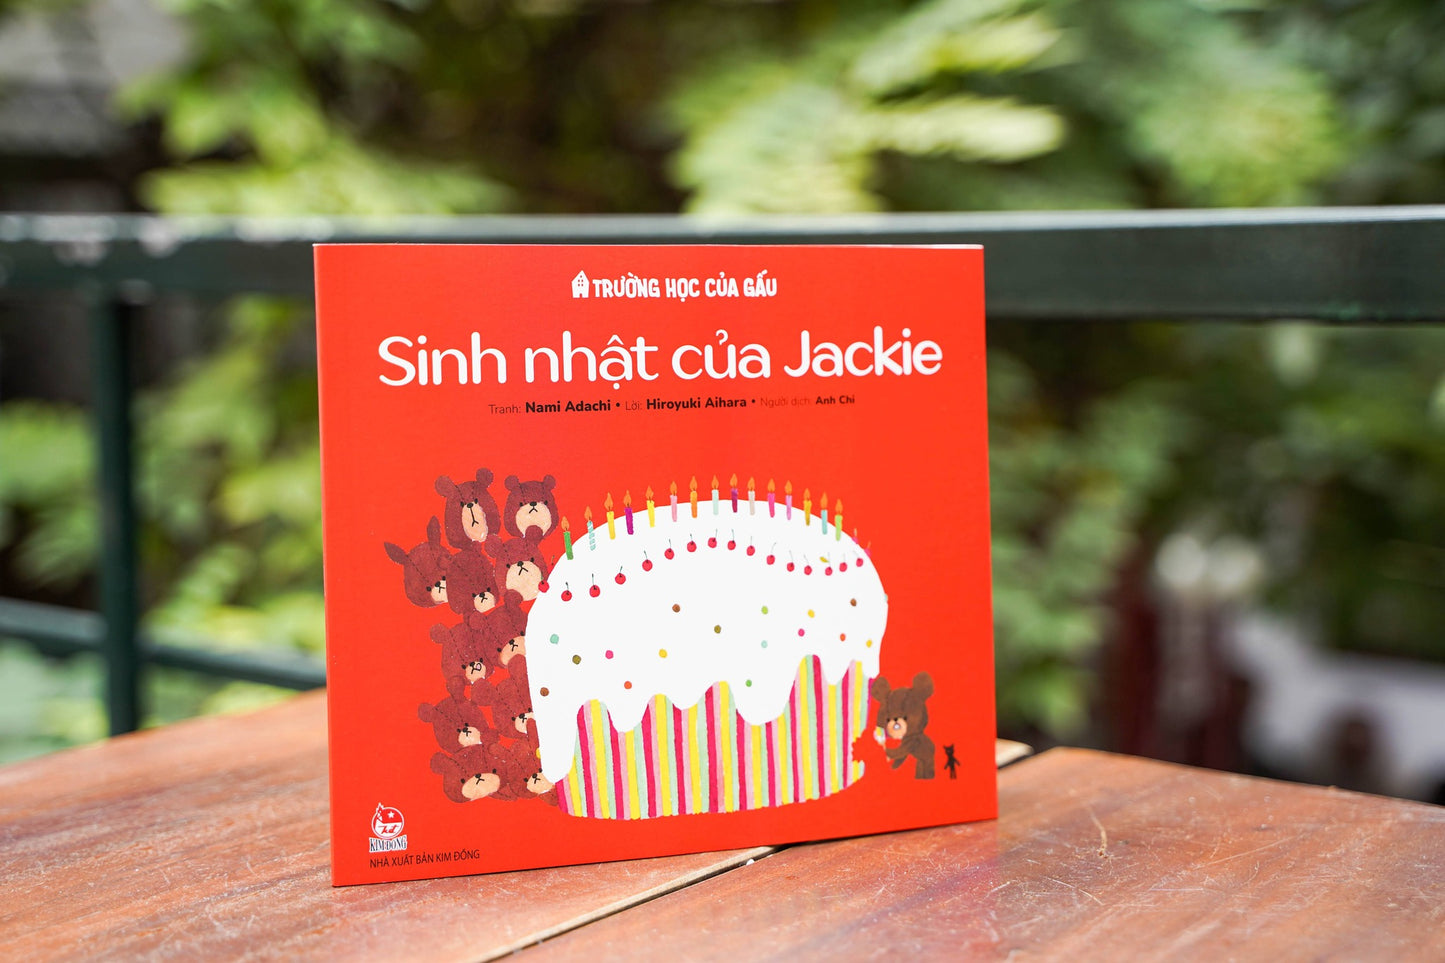 TRƯỜNG HỌC CỦA GẤU
Sinh nhật của Jackie
Tranh: Nami Adachi • Lời: Hiroyuki Aihara • Người dịch: Anh Chi
KIM ĐỒNG
NHÀ XUẤT BẢN KIM ĐỒNG